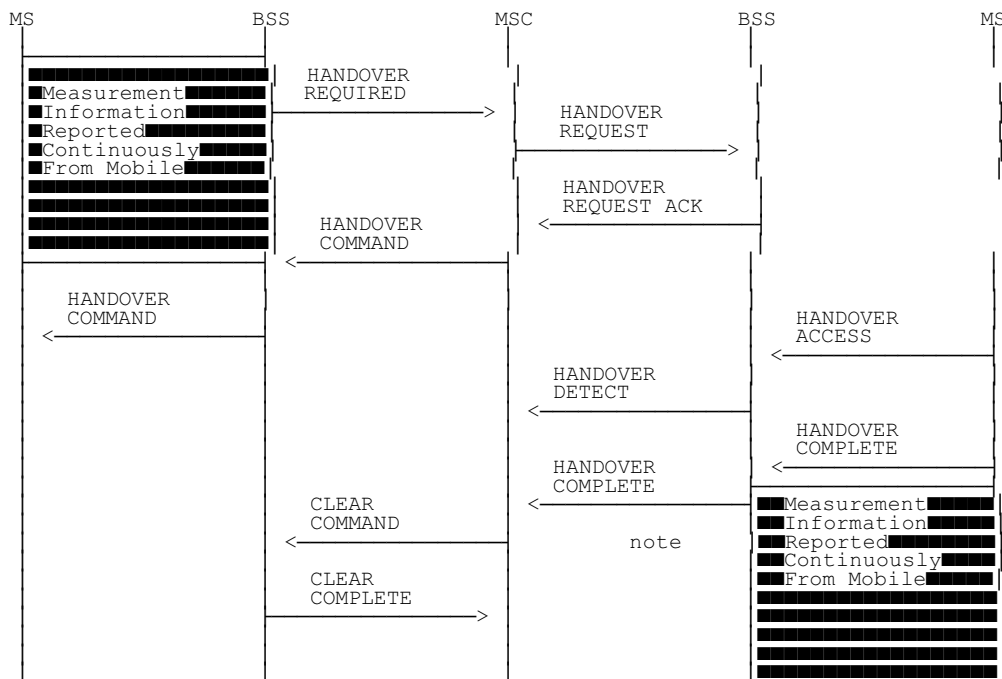 MS BSS MSC BSS MS
HANDOVER
REQUIRED
Measurement
Information
Reported
Continuously
From Mobile
HANDOVER
REQUEST
HANDOVER
REQUEST ACK
HANDOVER
COMMAND
HANDOVER
COMMAND
HANDOVER
ACCESS
HANDOVER
DETECT
HANDOVER
COMPLETE
HANDOVER
COMPLETE
CLEAR
COMMAND
note
Measurement
Information
Reported
Continuously
From Mobile
CLEAR
COMPLETE